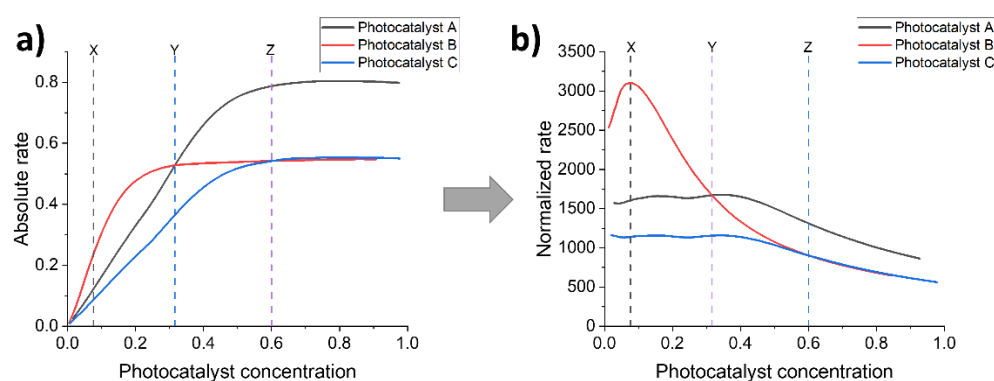 a)
X
Y
Z
Photocatalyst A
Photocatalyst B
Photocatalyst C
Absolute rate
0.8
0.6
0.4
0.2
0.0
0.0
0.2
0.4
0.6
0.8
1.0
Photocatalyst concentration
b)
X
Y
Z
Photocatalyst A
Photocatalyst B
Photocatalyst C
Normalized rate
3500
3000
2500
2000
1500
1000
500
0
0.0
0.2
0.4
0.6
0.8
1.0
Photocatalyst concentration